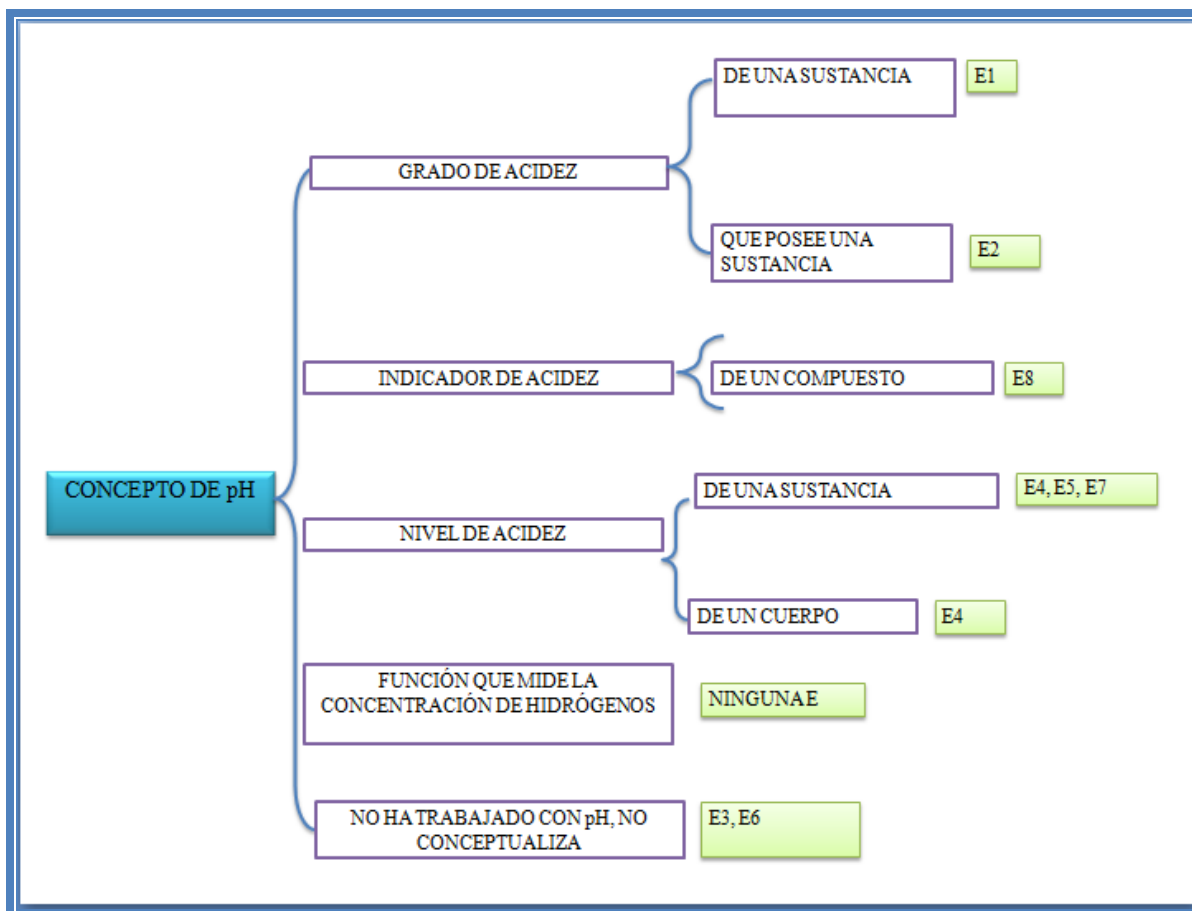 DE UNA SUSTANCIA
E1
GRADO DE ACIDEZ
QUE POSEE UNA
SUSTANCIA
E2
INDICADOR DE ACIDEZ
DE UN COMPUESTO
E8
CONCEPTO DE pH
DE UNA SUSTANCIA
E4, E5, E7
NIVEL DE ACIDEZ
DE UN CUERPO
E4
FUNCIÓN QUE MIDE LA
CONCENTRACIÓN DE HIDRÓGENOS
NINGUNA E
NO HA TRABAJADO CON pH, NO
CONCEPTUALIZA
E3, E6